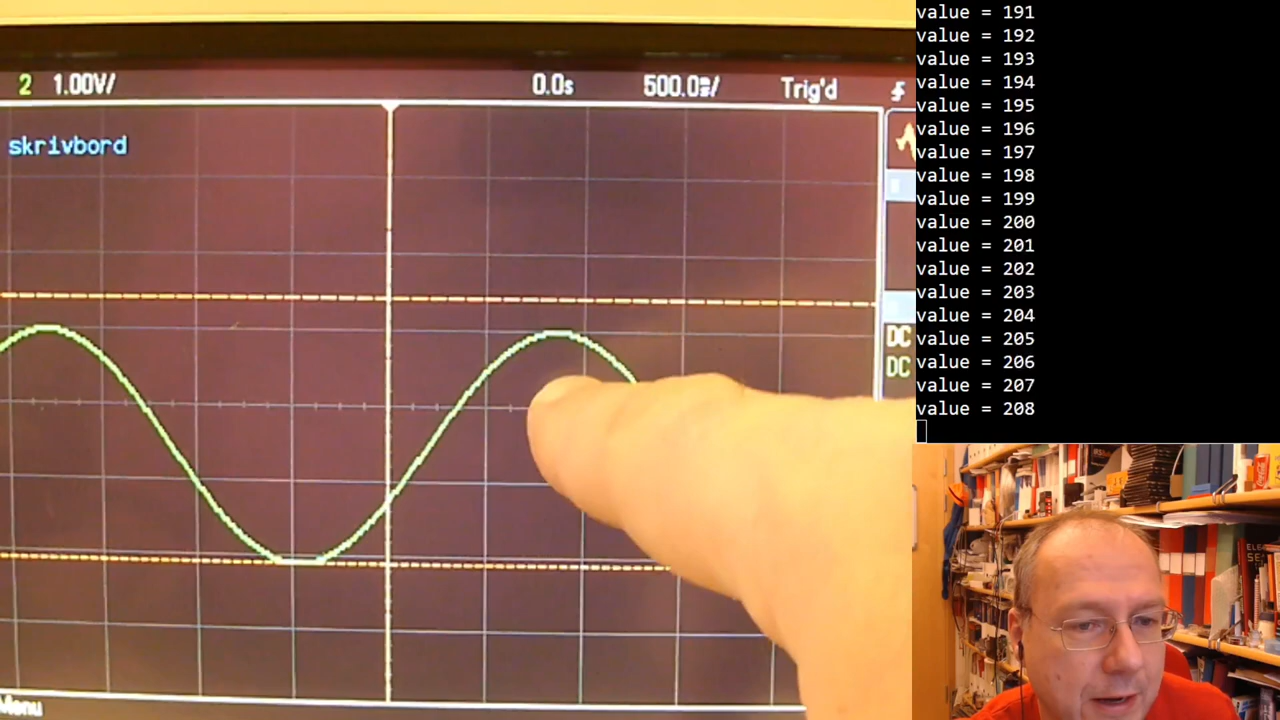 2 1.00V/ 0.0s 500.0ms/ Trig'd
skrivbord
DC
DC
Menu
value = 191
value = 192
value = 193
value = 194
value = 195
value = 196
value = 197
value = 198
value = 199
value = 200
value = 201
value = 202
value = 203
value = 204
value = 205
value = 206
value = 207
value = 208